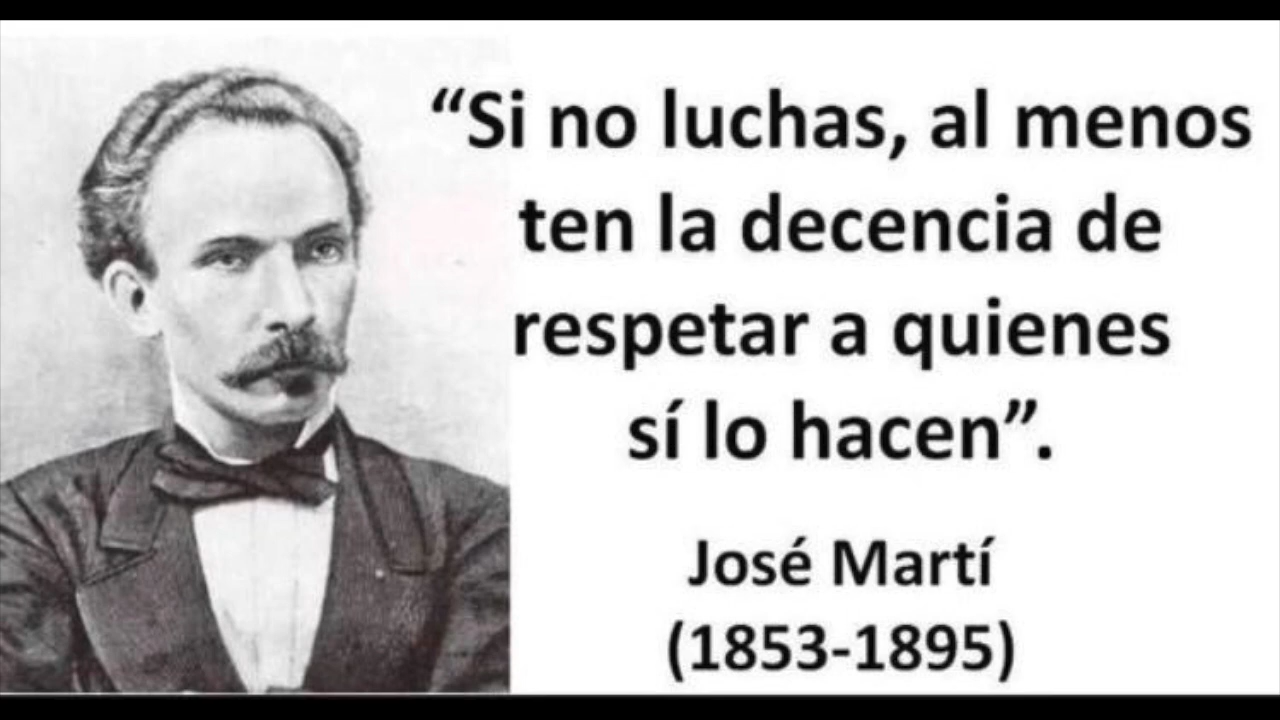 “Si no luchas, al menos
ten la decencia de
respetar a quienes
sí lo hacen”.
José Martí
(1853-1895)